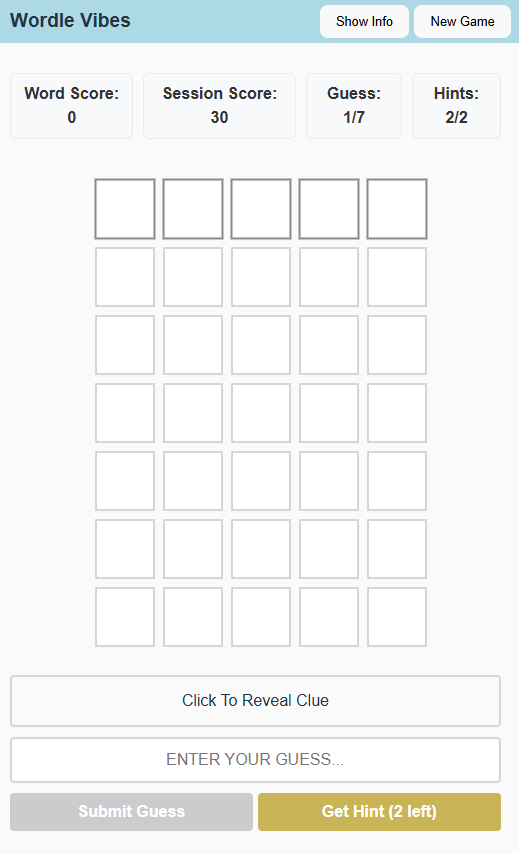 Wordle Vibes
Show Info
New Game
Word Score:
0
Session Score:
30
Guess:
1/7
Hints:
2/2
Click To Reveal Clue
ENTER YOUR GUESS...
Submit Guess
Get Hint (2 left)